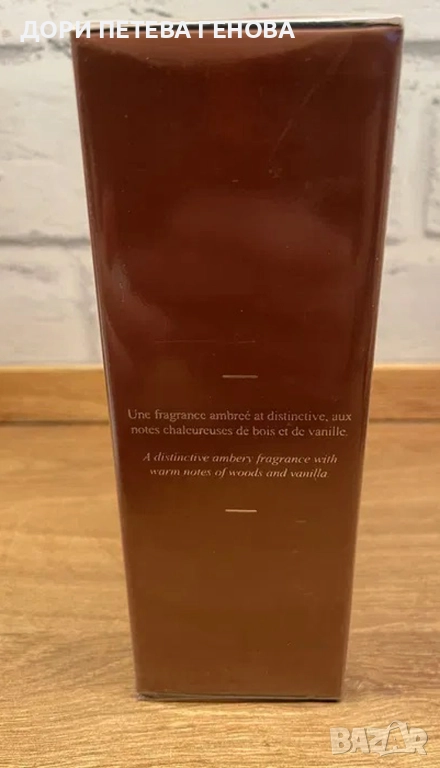 ДОРИ ПЕТЕВА ГЕНОВА
Une fragrance ambreé at distinctive, aux
notes chaleureuses de bois et de vanille.
A distinctive ambery fragrance with
warm notes of woods and vanilla.
BAZAR